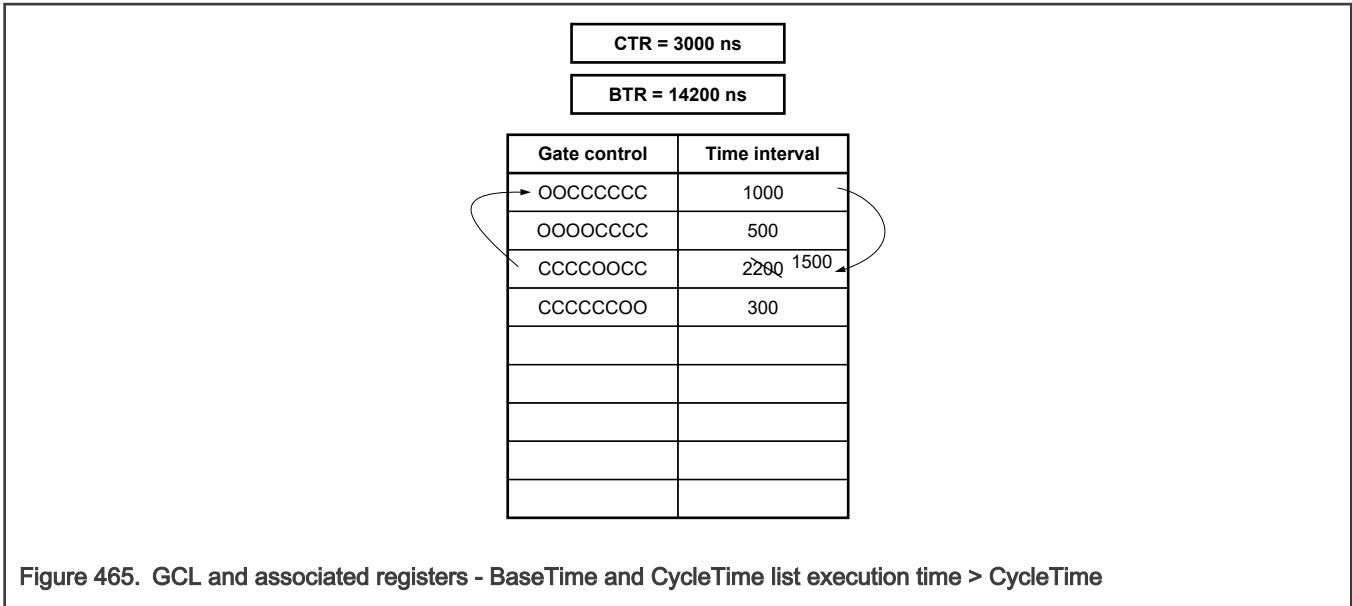 CTR = 3000 ns
BTR = 14200 ns
Gate control Time interval
OOCCCCCC 1000
OOOOCCCC 500
CCCCOOCC 2200 1500
CCCCCCOO 300
Figure 465. GCL and associated registers - BaseTime and CycleTime list execution time > CycleTime